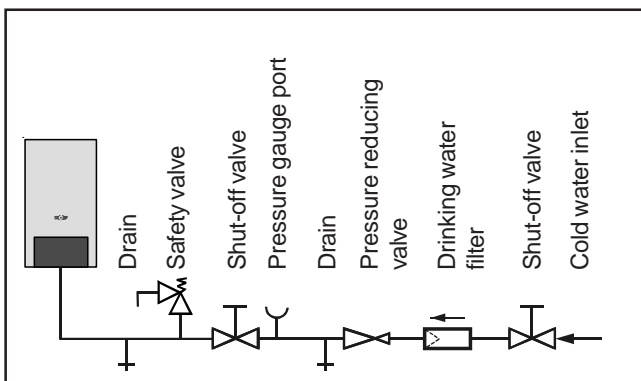 Drain
Safety valve
Shut-off valve
Pressure gauge port
Drain
Pressure reducing
valve
Drinking water
filter
Shut-off valve
Cold water inlet